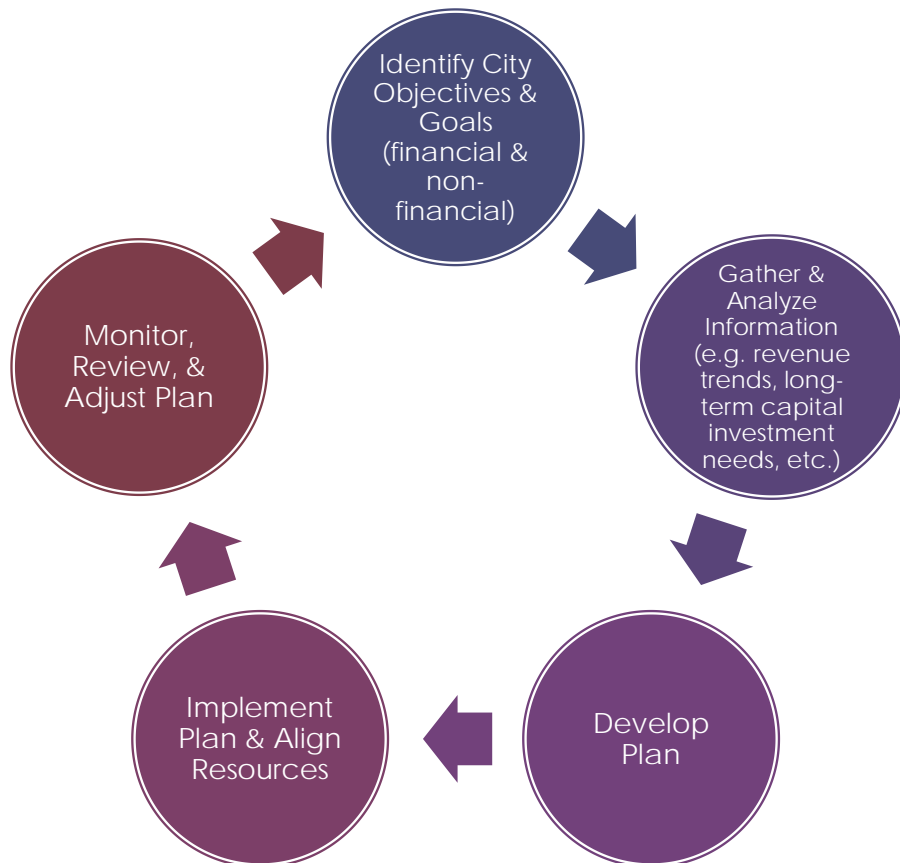 Identify City
Objectives &
Goals
(financial &
non-
financial)
Gather &
Analyze
Information
(e.g. revenue
trends, long-
term capital
investment
needs, etc.)
Develop
Plan
Implement
Plan & Align
Resources
Monitor,
Review, &
Adjust Plan